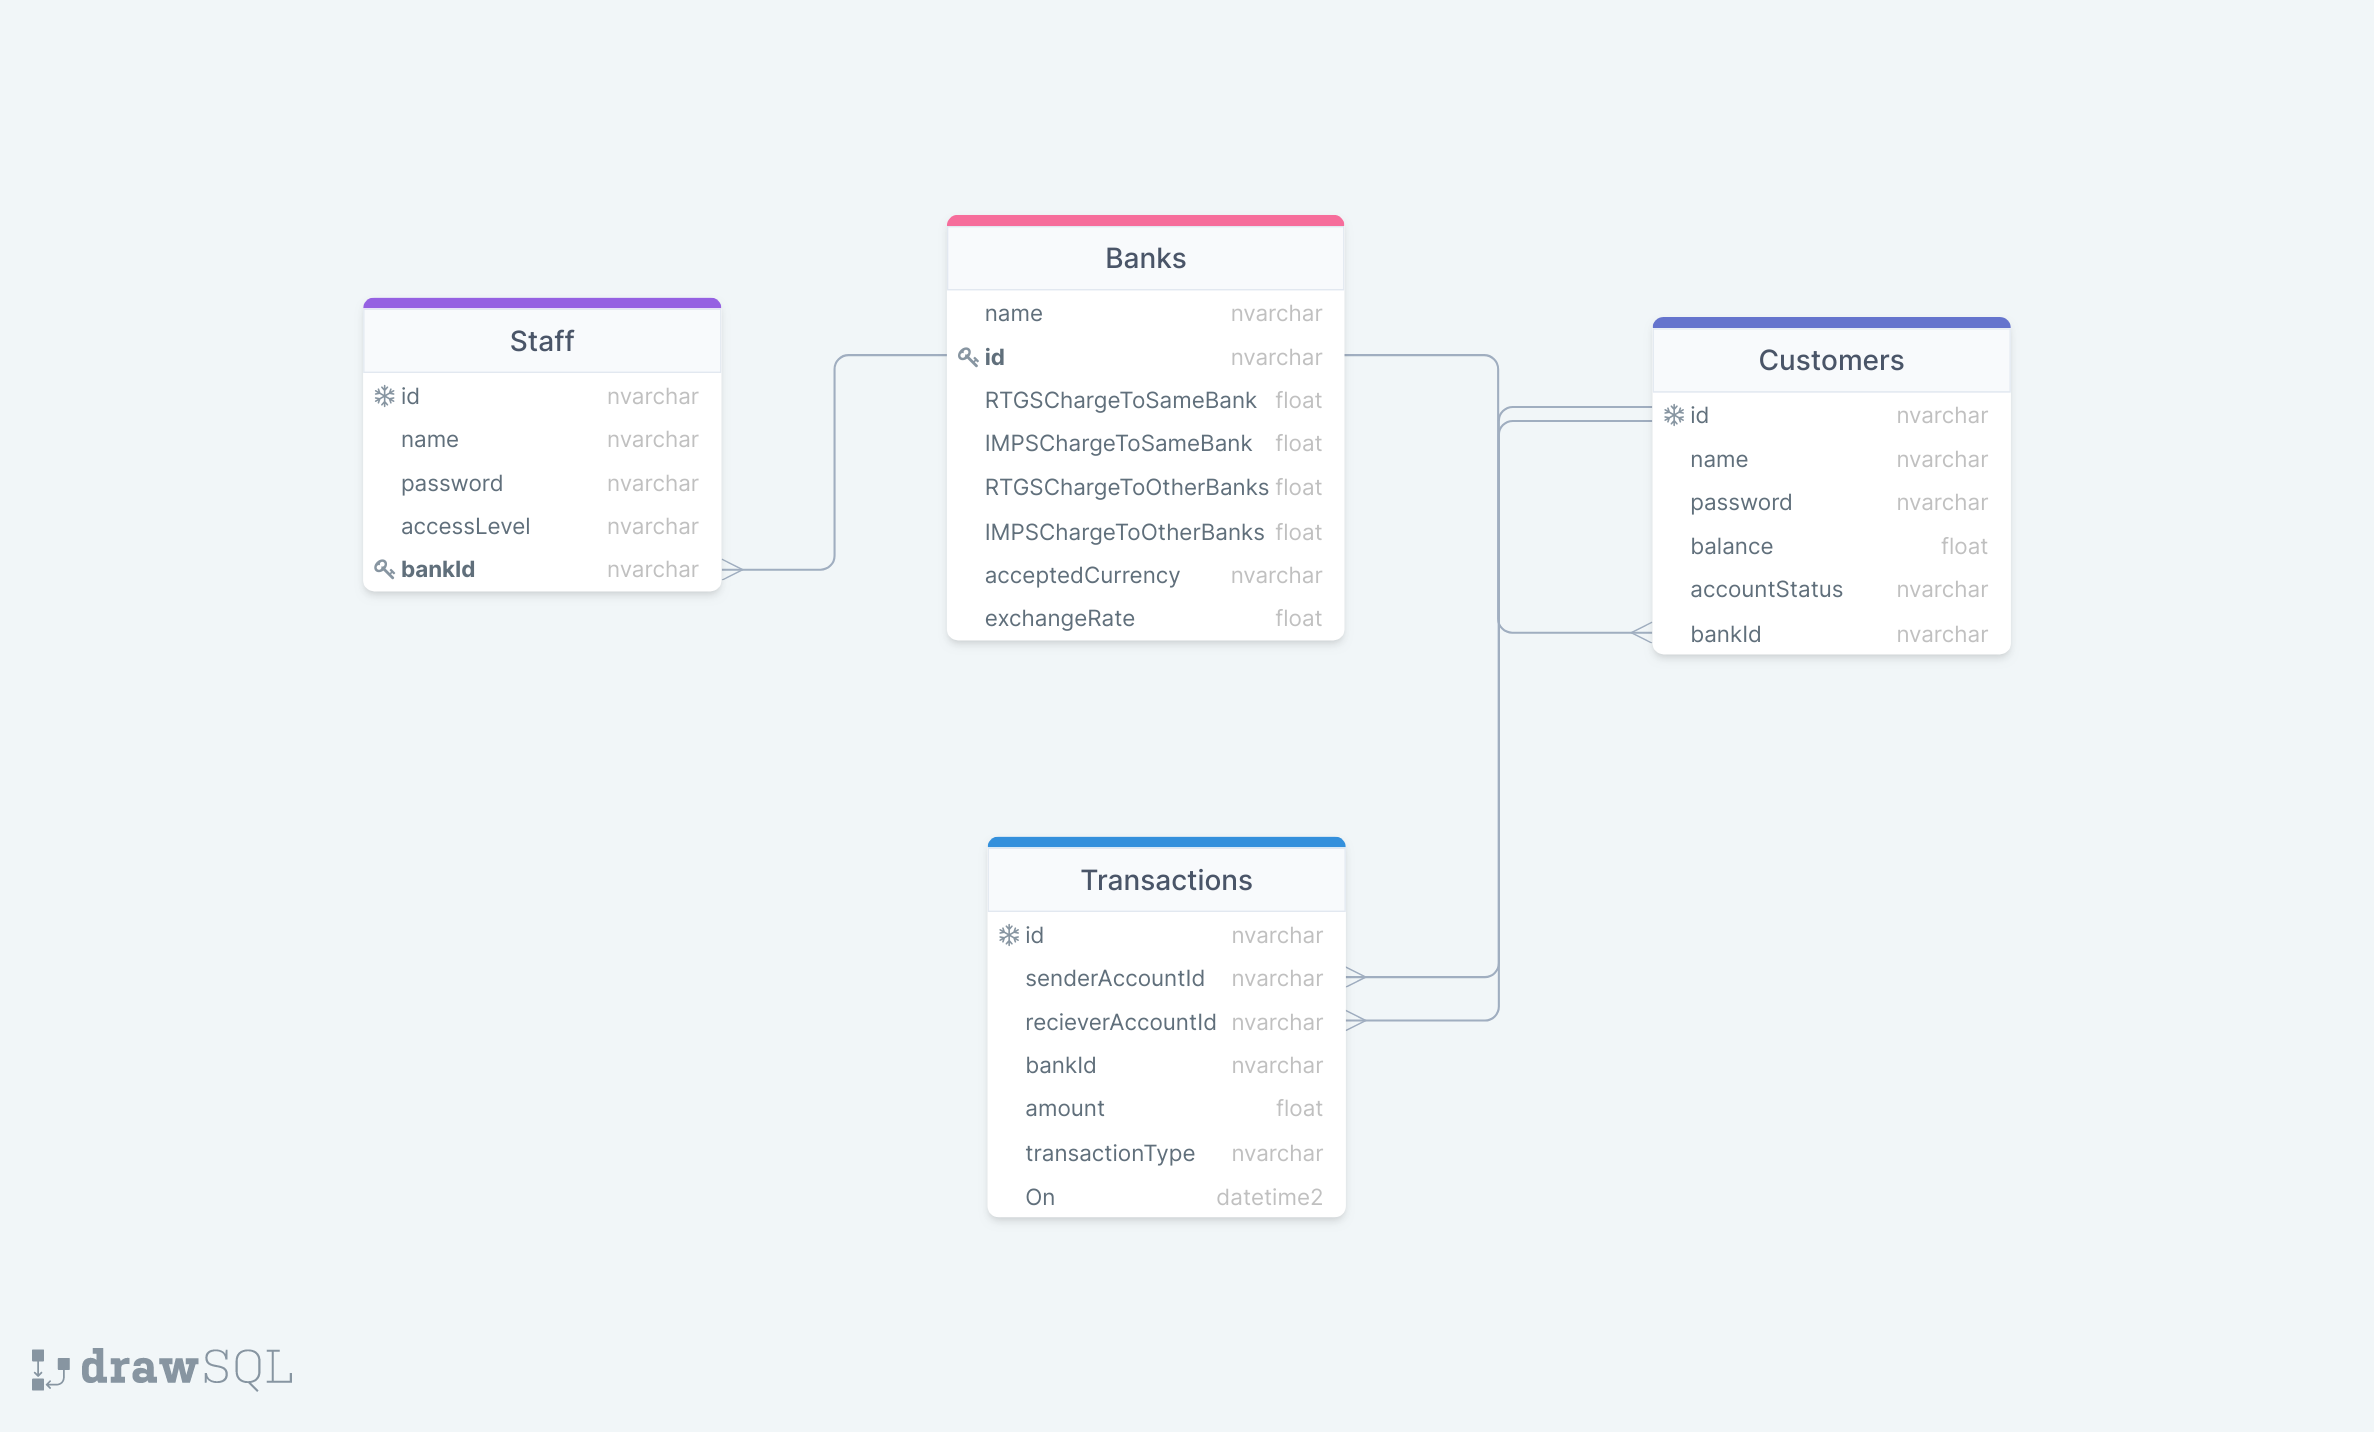 Staff
id nvarchar
name nvarchar
password nvarchar
accessLevel nvarchar
bankId nvarchar
Banks
name nvarchar
id nvarchar
RTGSChargeToSameBank float
IMPSChargeToSameBank float
RTGSChargeToOtherBanks float
IMPSChargeToOtherBanks float
acceptedCurrency nvarchar
exchangeRate float
Customers
id nvarchar
name nvarchar
password nvarchar
balance float
accountStatus nvarchar
bankId nvarchar
Transactions
id nvarchar
senderAccountId nvarchar
recieverAccountId nvarchar
bankId nvarchar
amount float
transactionType nvarchar
On datetime2
drawSQL